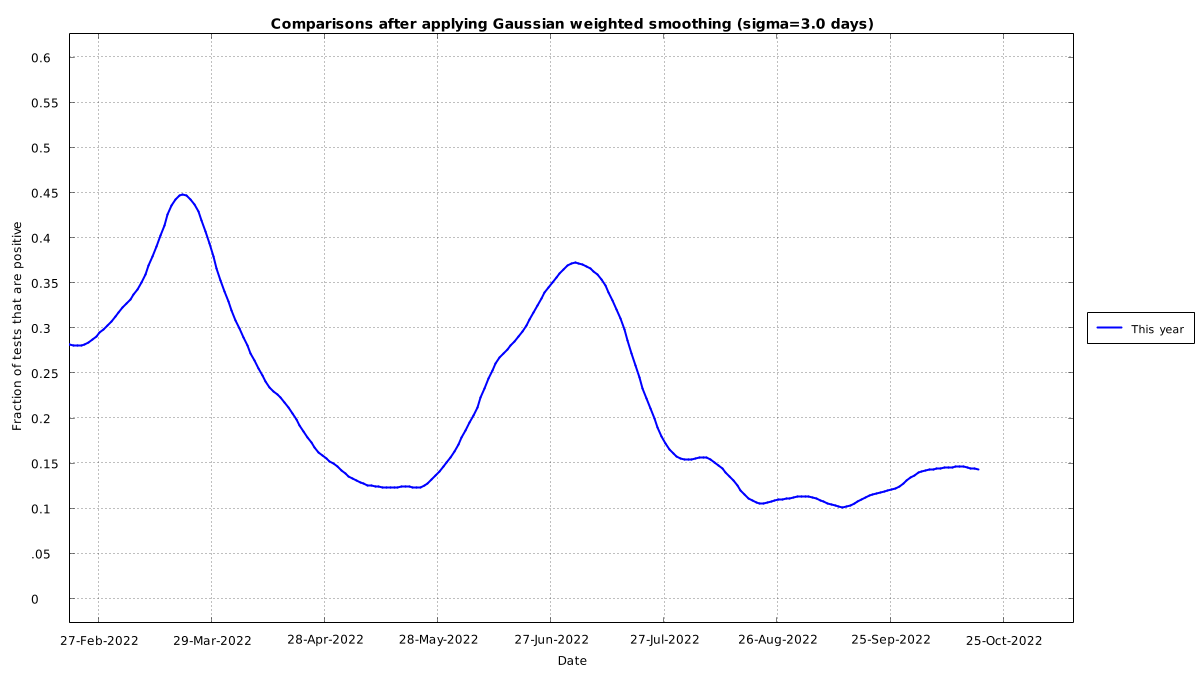 Comparisons after applying Gaussian weighted smoothing (sigma=3.0 days)
0.6
0.55
0.5
0.45
0.4
0.35
0.3
0.25
0.2
0.15
0.1
.05
0
Fraction of tests that are positive
27-Feb-2022 29-Mar-2022 28-Apr-2022 28-May-2022 27-Jun-2022 27-Jul-2022 26-Aug-2022 25-Sep-2022 25-Oct-2022
Date
This year